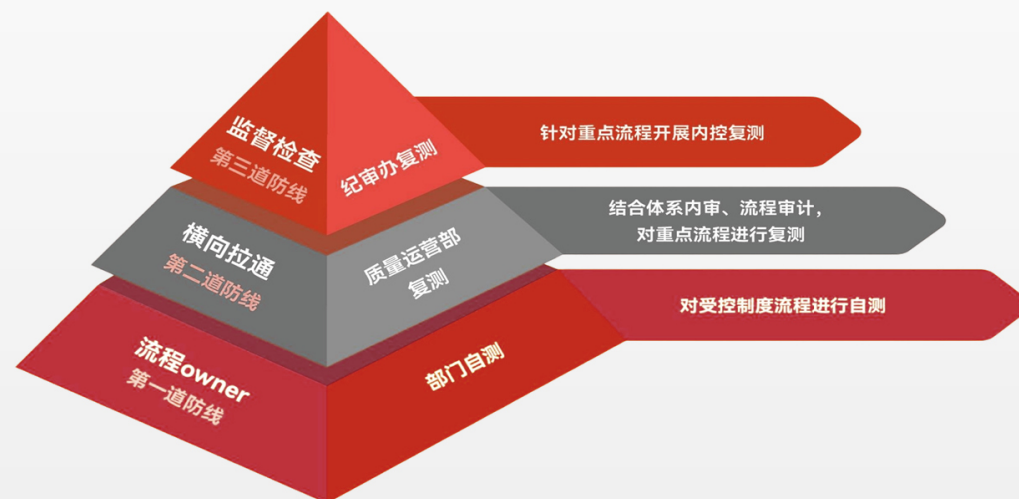 监督检查
第三道防线
纪审办复测
针对重点流程开展内控复测
横向拉通
第二道防线
质量运营部
复测
结合体系内审、流程审计，
对重点流程进行复测
流程owner
第一道防线
部门自测
对受控制度流程进行自测